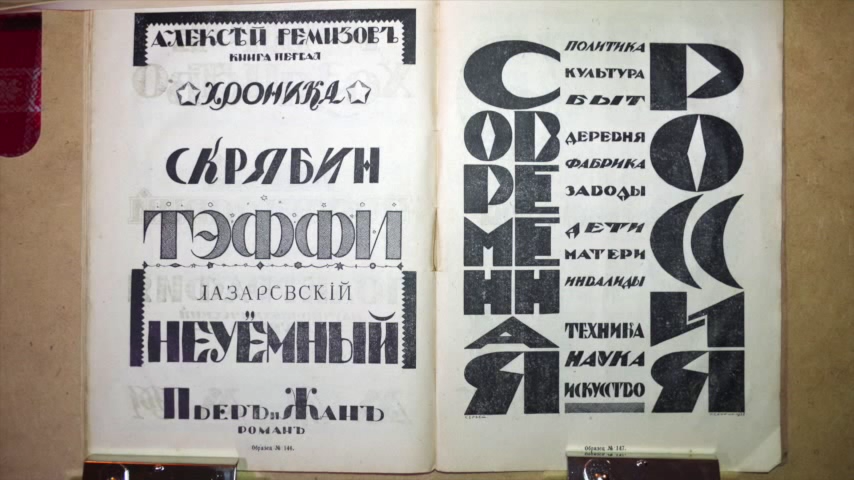 АЛЕКСѢЙ РЕМИЗОВЪ
КНИГА ПЕРВАЯ
ХРОНИКА
СКРЯБИН
ТЭФФИ
ЛАЗАРЕВСКІЙ
НЕУЁМНЫЙ
ПЬЕРЪ и ЖАНЪ
РОМАНЪ
Образец № 146.
СОВРЕМЕННАЯ
ПОЛИТИКА
КУЛЬТУРА
БЫТ
ДЕРЕВНЯ
ФАБРИКА
ЗАВОДЫ
ДЕТИ
МАТЕРИ
ИНВАЛИДЫ
ТЕХНИКА
НАУКА
ИСКУССТВО
РОССИЯ
Образец № 147.